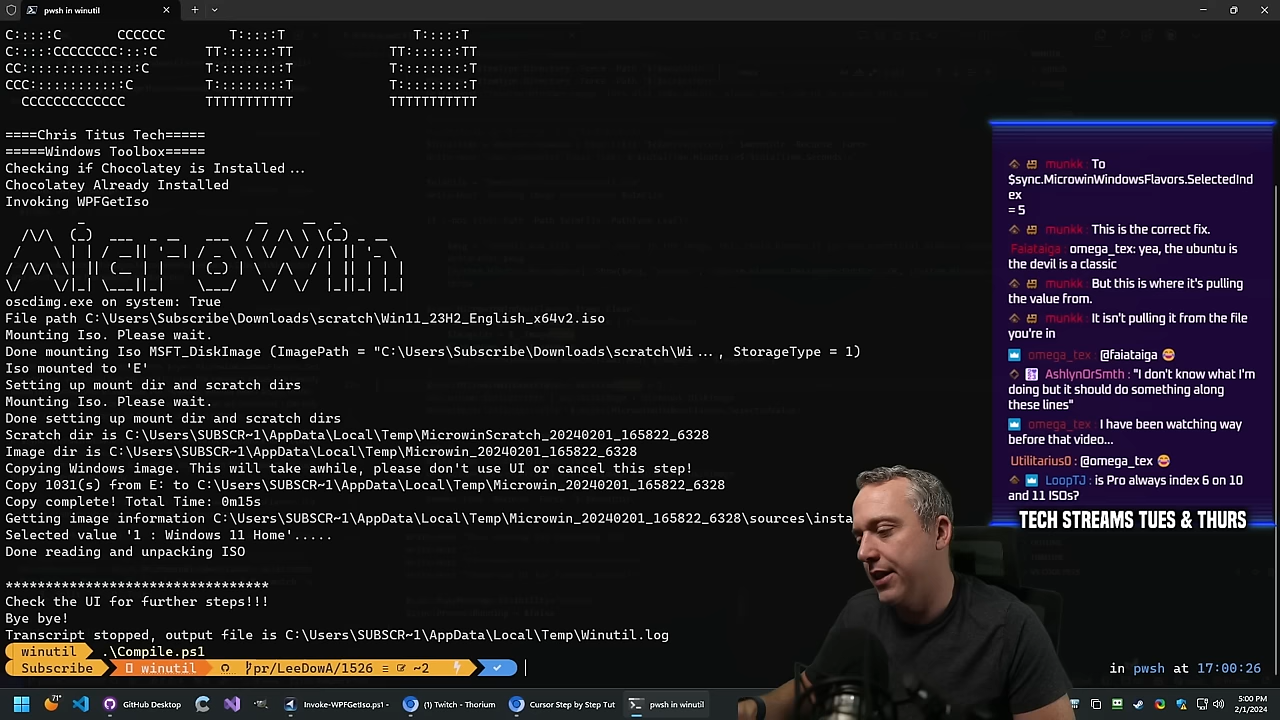 pwsh in winutil
C:::::C CCCCCC T:::::T T:::::T
C:::::CCCCCCCC::::C TT:::::::TT TT:::::::TT
CC:::::::::::::::C T:::::::::T T:::::::::T
CCC::::::::::::C T:::::::::T T:::::::::T
CCCCCCCCCCCCC TTTTTTTTTTT TTTTTTTTTTT
====Chris Titus Tech=====
=====Windows Toolbox=====
Checking if Chocolatey is Installed...
Chocolatey Already Installed
Invoking WPFGetIso
MicroWin
oscdimg.exe on system: True
File path C:\Users\Subscribe\Downloads\scratch\Win11_23H2_English_x64v2.iso
Mounting Iso. Please wait.
Done mounting Iso MSFT_DiskImage (ImagePath = "C:\Users\Subscribe\Downloads\scratch\Wi..., StorageType = 1)
Iso mounted to 'E'
Setting up mount dir and scratch dirs
Mounting Iso. Please wait.
Done setting up mount dir and scratch dirs
Scratch dir is C:\Users\SUBSCR~1\AppData\Local\Temp\MicrowinScratch_20240201_165822_6328
Image dir is C:\Users\SUBSCR~1\AppData\Local\Temp\Microwin_20240201_165822_6328
Copying Windows image. This will take awhile, please don't use UI or cancel this step!
Copy 1031(s) from E: to C:\Users\SUBSCR~1\AppData\Local\Temp\Microwin_20240201_165822_6328
Copy complete! Total Time: 0m15s
Getting image information C:\Users\SUBSCR~1\AppData\Local\Temp\Microwin_20240201_165822_6328\sources\insta
Selected value '1 : Windows 11 Home'.....
Done reading and unpacking ISO
*********************************
Check the UI for further steps!!!
Bye bye!
Transcript stopped, output file is C:\Users\SUBSCR~1\AppData\Local\Temp\Winutil.log
winutil .\Compile.ps1
Subscribe winutil pr/LeeDowA/1526 ≡ ~2
in pwsh at 17:00:26
munkk : To
$sync.MicrowinWindowsFlavors.SelectedInd
ex
= 5
munkk : This is the correct fix.
Faiataiga : omega_tex: yea, the ubuntu is
the devil is a classic
munkk : But this is where it's pulling
the value from.
munkk : It isn't pulling it from the file
you're in
omega_tex : @faiataiga 😅
AshlynOrSmth : "I don't know what I'm
doing but it should do something along
these lines"
omega_tex : I have been watching way
before that video...
Utilitarius0 : @omega_tex 😅
LoopTJ : is Pro always index 6 on 10
and 11 ISOs?
TECH STREAMS TUES & THURS
71°
GitHub Desktop
Invoke-WPFGetIso.ps1 -
(1) Twitch - Thorium
Cursor Step by Step Tut
pwsh in winutil
5:00 PM
2/1/2024